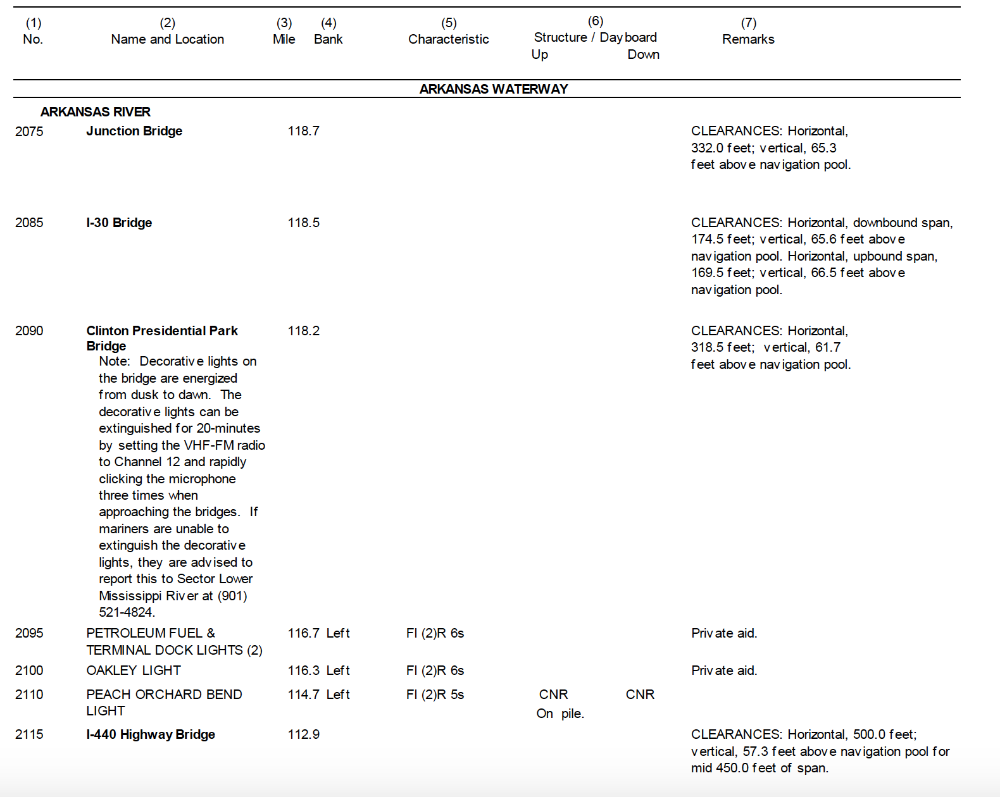 (1) (2) (3) (4) (5) (6) (7)
No. Name and Location Mile Bank Characteristic Structure / Dayboard Remarks
Up Down
ARKANSAS WATERWAY
ARKANSAS RIVER
2075 Junction Bridge 118.7 CLEARANCES: Horizontal,
332.0 feet; vertical, 65.3
feet above navigation pool.
2085 I-30 Bridge 118.5 CLEARANCES: Horizontal, downbound span,
174.5 feet; vertical, 65.6 feet above
navigation pool. Horizontal, upbound span,
169.5 feet; vertical, 66.5 feet above
navigation pool.
2090 Clinton Presidential Park 118.2 CLEARANCES: Horizontal,
Bridge 318.5 feet; vertical, 61.7
Note: Decorative lights on feet above navigation pool.
the bridge are energized
from dusk to dawn. The
decorative lights can be
extinguished for 20-minutes
by setting the VHF-FM radio
to Channel 12 and rapidly
clicking the microphone
three times when
approaching the bridges. If
mariners are unable to
extinguish the decorative
lights, they are advised to
report this to Sector Lower
Mississippi River at (901)
521-4824.
2095 PETROLEUM FUEL & 116.7 Left Fl (2)R 6s Private aid.
TERMINAL DOCK LIGHTS (2)
2100 OAKLEY LIGHT 116.3 Left Fl (2)R 6s Private aid.
2110 PEACH ORCHARD BEND 114.7 Left Fl (2)R 5s CNR CNR
LIGHT On pile.
2115 I-440 Highway Bridge 112.9 CLEARANCES: Horizontal, 500.0 feet;
vertical, 57.3 feet above navigation pool for
mid 450.0 feet of span.